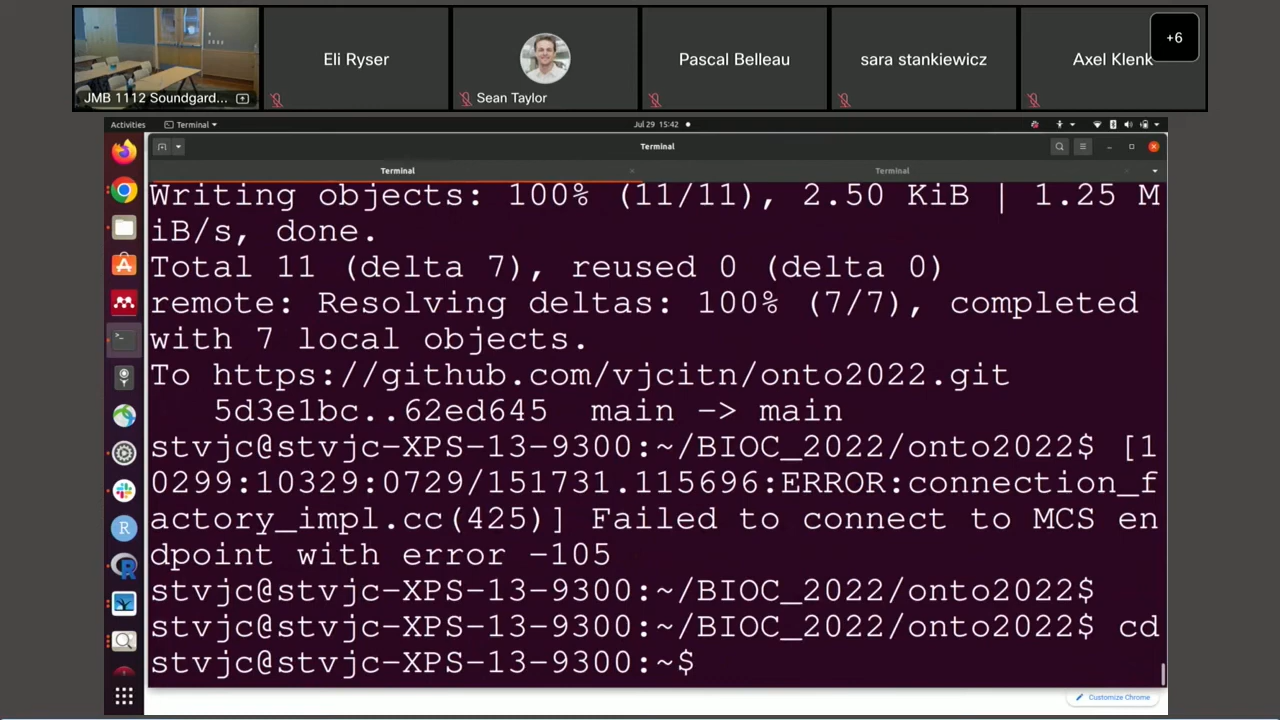 JMB 1112 Soundgard...
Eli Ryser
Sean Taylor
Pascal Belleau
sara stankiewicz
Axel Klenk
+6
Activities
Terminal
Jul 29 15:42
Terminal
Terminal
Terminal
Writing objects: 100% (11/11), 2.50 KiB | 1.25 M
iB/s, done.
Total 11 (delta 7), reused 0 (delta 0)
remote: Resolving deltas: 100% (7/7), completed
with 7 local objects.
To https://github.com/vjcitn/onto2022.git
5d3e1bc..62ed645 main -> main
stvjc@stvjc-XPS-13-9300:~/BIOC_2022/onto2022$ [1
0299:10329:0729/151731.115696:ERROR:connection_f
actory_impl.cc(425)] Failed to connect to MCS en
dpoint with error -105
stvjc@stvjc-XPS-13-9300:~/BIOC_2022/onto2022$
stvjc@stvjc-XPS-13-9300:~/BIOC_2022/onto2022$ cd
stvjc@stvjc-XPS-13-9300:~$
Customize Chrome